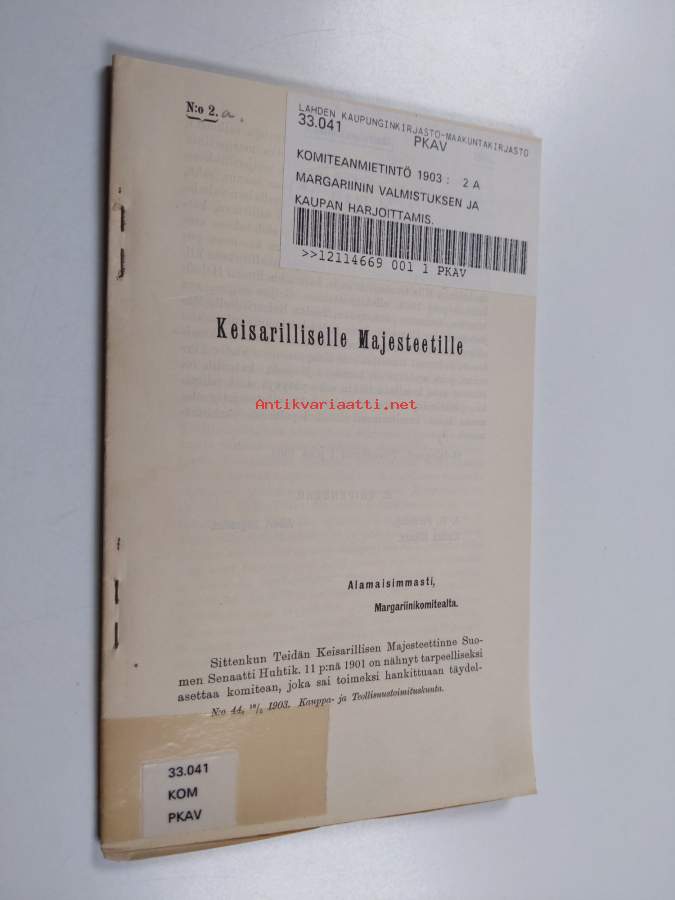 N:o 2. a.
LAHDEN KAUPUNGINKIRJASTO-MAAKUNTAKIRJASTO
33.041 PKAV
KOMITEANMIETINTÖ 1903 : 2 A
MARGARIININ VALMISTUKSEN JA
KAUPAN HARJOITTAMIS.
>>12114669 001 1 PKAV
Keisarilliselle Majesteetille
Antikvariaatti.net
Alamaisimmasti,
Margariinikomitealta.
Sittenkun Teidän Keisarillisen Majesteettinne Suo-
men Senaatti Huhtik. 11 p:nä 1901 on nähnyt tarpeelliseksi
asettaa komitean, joka sai toimeksi hankittuaan täydel-
N:o 44, 1903. Kauppa- ja Teollisuustoimituskunta.
33.041
KOM
PKAV